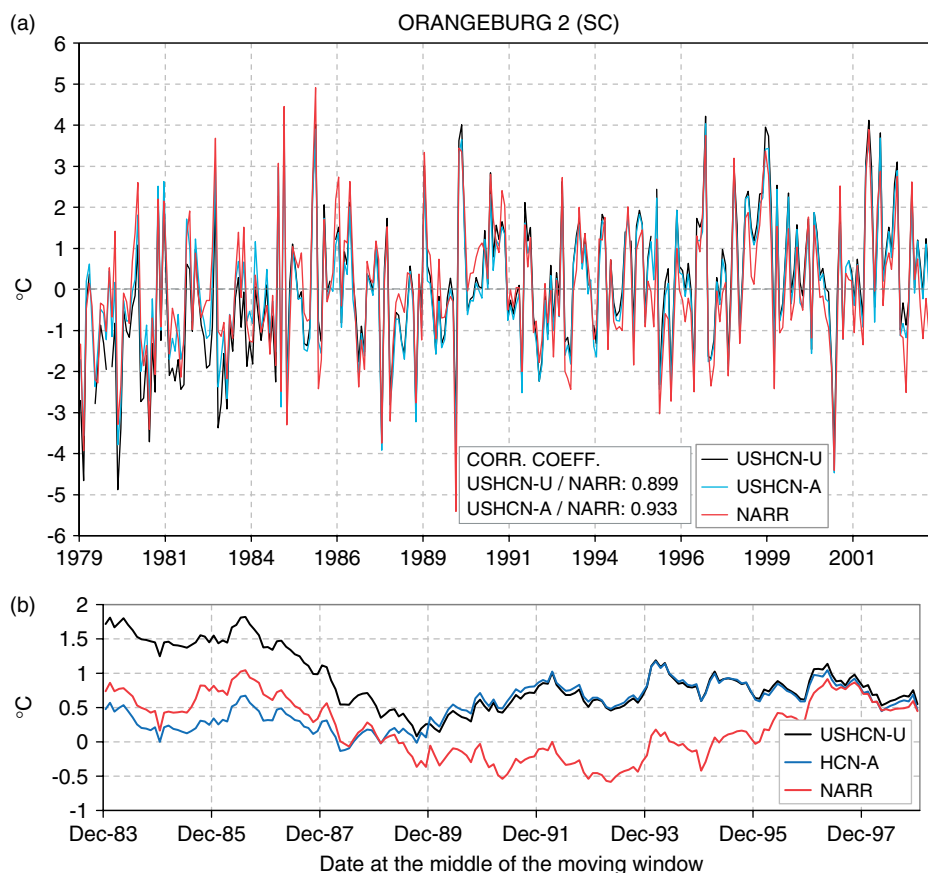 (a)
ORANGEBURG 2 (SC)
6
5
4
3
2
1
0
-1
-2
-3
-4
-5
-6
°C
CORR. COEFF.
USHCN-U / NARR: 0.899
USHCN-A / NARR: 0.933
USHCN-U
USHCN-A
NARR
1979 1981 1984 1986 1989 1991 1994 1996 1999 2001
(b)
2
1.5
1
0.5
0
-0.5
-1
°C
USHCN-U
HCN-A
NARR
Dec-83 Dec-85 Dec-87 Dec-89 Dec-91 Dec-93 Dec-95 Dec-97
Date at the middle of the moving window